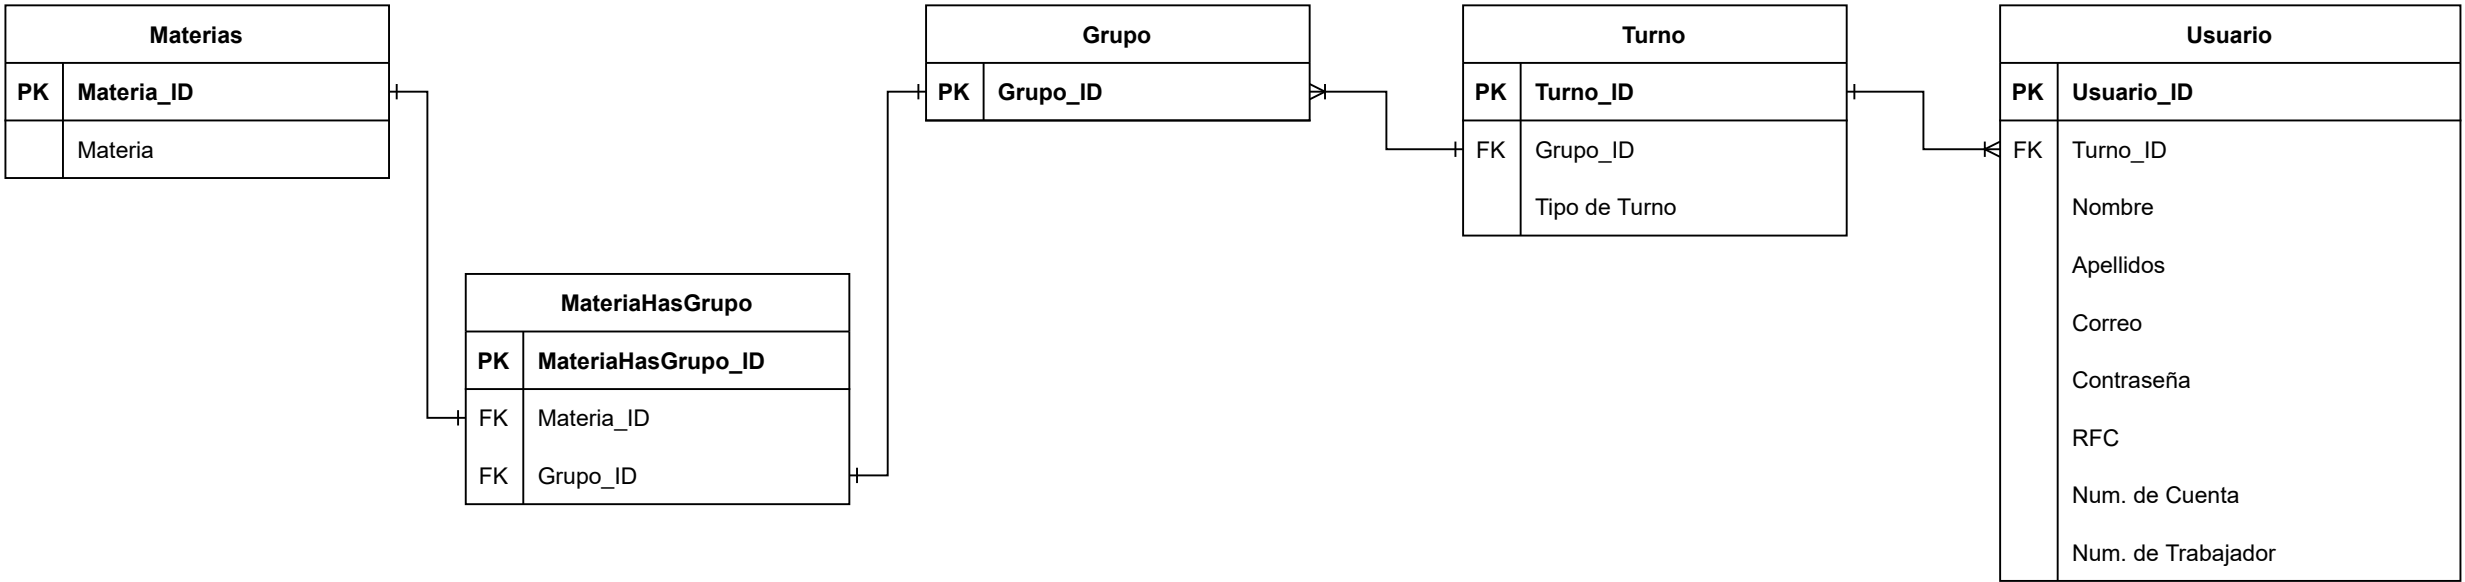 Materias
PK Materia_ID
Materia
MateriaHasGrupo
PK MateriaHasGrupo_ID
FK Materia_ID
FK Grupo_ID
Grupo
PK Grupo_ID
Turno
PK Turno_ID
FK Grupo_ID
Tipo de Turno
Usuario
PK Usuario_ID
FK Turno_ID
Nombre
Apellidos
Correo
Contraseña
RFC
Num. de Cuenta
Num. de Trabajador